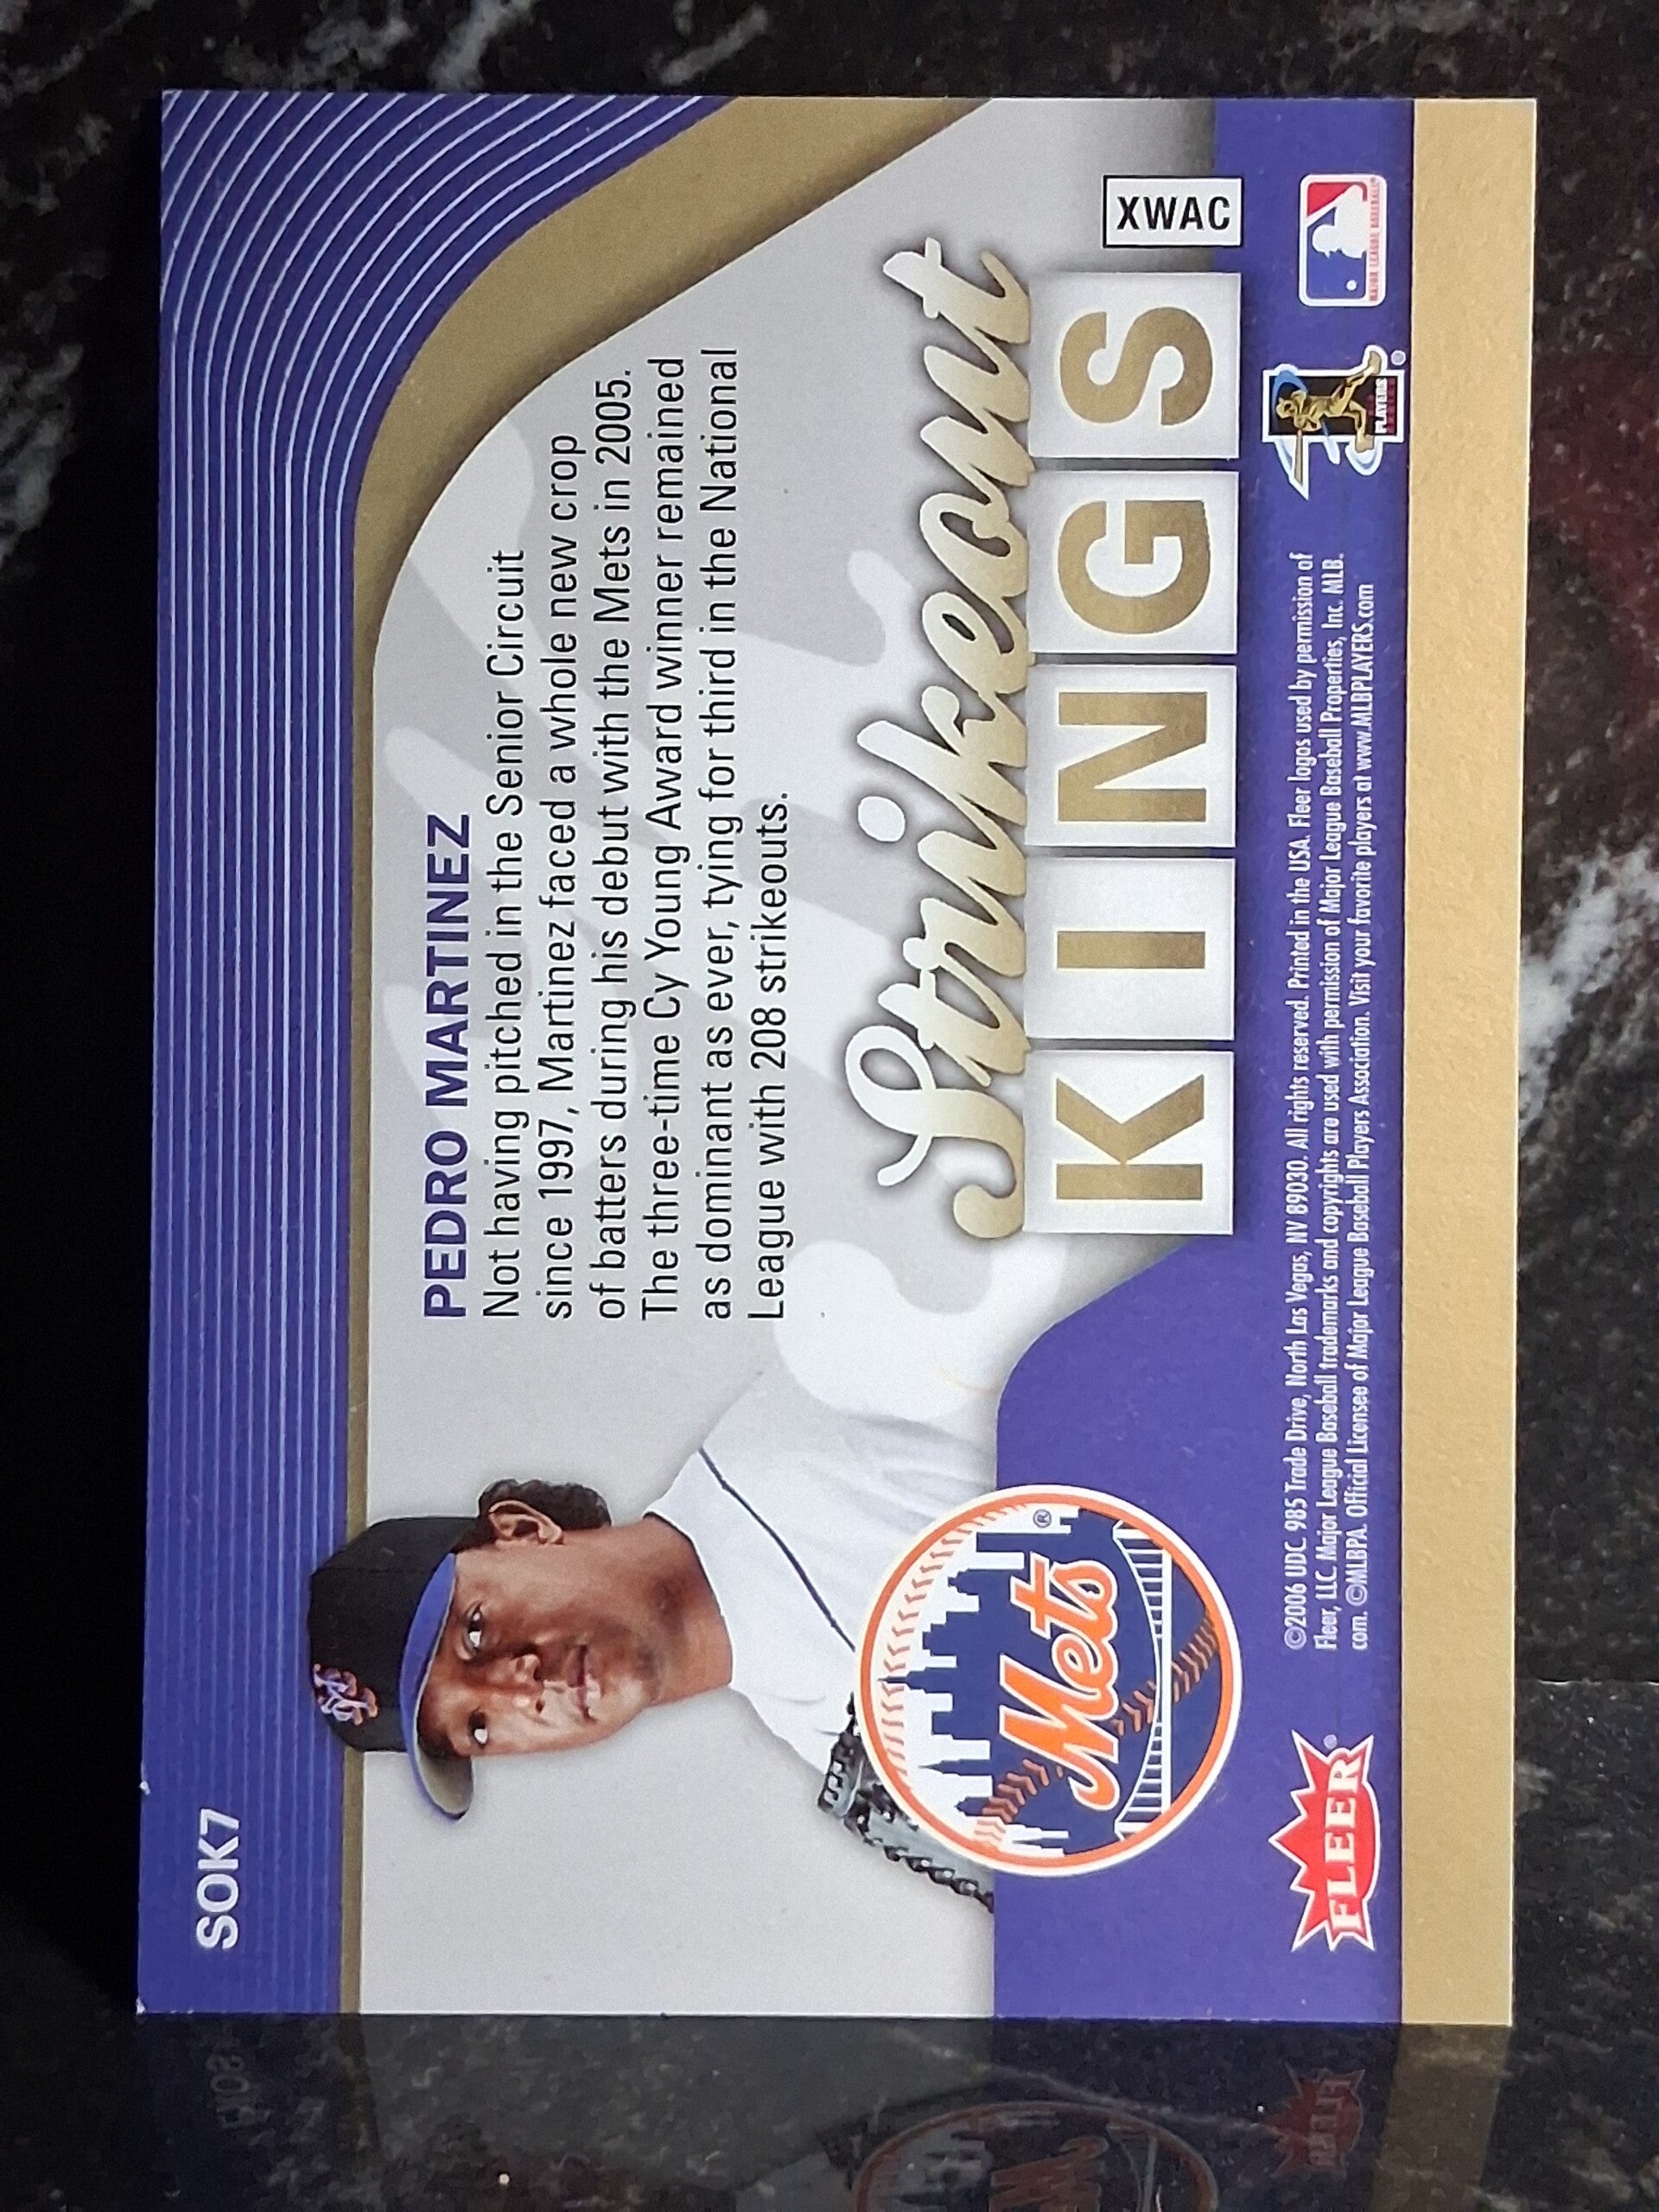 SOK7
PEDRO MARTINEZ
Not having pitched in the Senior Circuit
since 1997, Martinez faced a whole new crop
of batters during his debut with the Mets in 2005.
The three-time Cy Young Award winner remained
as dominant as ever, tying for third in the National
League with 208 strikeouts.
Strikeout
KINGS
XWAC
NY
Mets®
FLEER®
©2006 UDC 985 Trade Drive, North Las Vegas, NV 89030. All rights reserved. Printed in the USA. Fleer logos used by permission of
Fleer, LLC. Major League Baseball trademarks and copyrights are used with permission of Major League Baseball Properties, Inc. MLB.
com. ©MLBPA. Official Licensee of Major League Baseball Players Association. Visit your favorite players at www.MLBPLAYERS.com
PLAYERS
MAJOR LEAGUE BASEBALL®